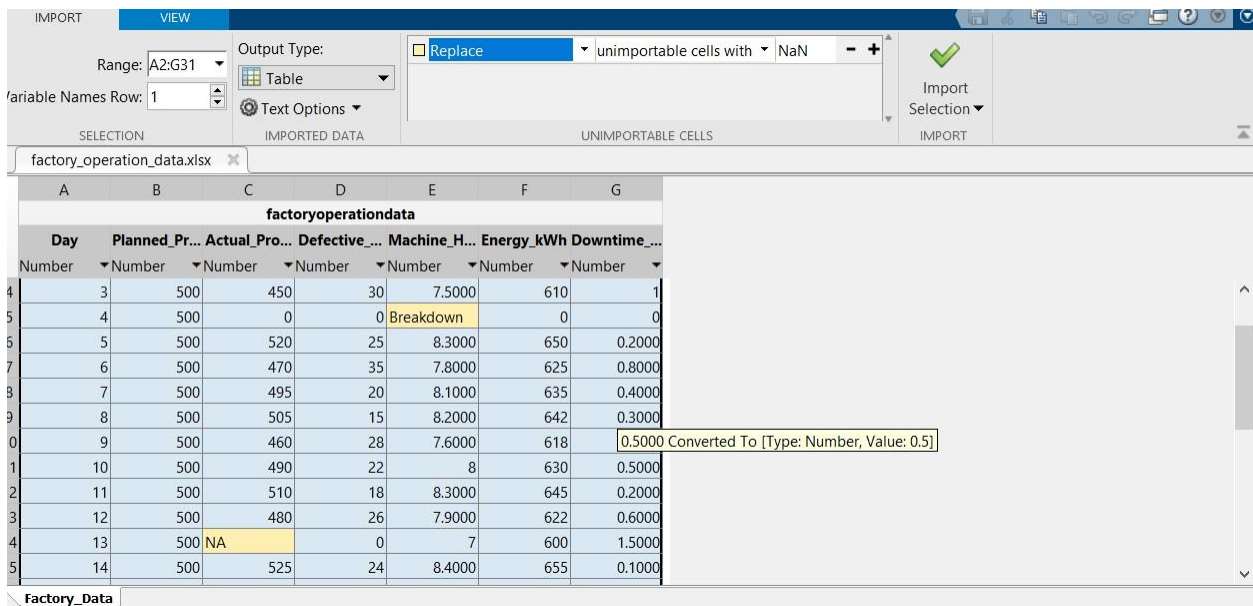 IMPORT VIEW
Range: A2:G31 Output Type: Replace unimportable cells with NaN
Variable Names Row: 1 Table Import
Text Options Selection
SELECTION IMPORTED DATA UNIMPORTABLE CELLS IMPORT
factory_operation_data.xlsx
A B C D E F G
factoryoperationdata
Day Planned_Pr... Actual_Pro... Defective_... Machine_H... Energy_kWh Downtime_...
Number Number Number Number Number Number Number
4 3 500 450 30 7.5000 610 1
5 4 500 0 0 Breakdown 0 0
6 5 500 520 25 8.3000 650 0.2000
7 6 500 470 35 7.8000 625 0.8000
8 7 500 495 20 8.1000 635 0.4000
9 8 500 505 15 8.2000 642 0.3000
0 9 500 460 28 7.6000 618 0.5000 Converted To [Type: Number, Value: 0.5]
1 10 500 490 22 8 630 0.5000
2 11 500 510 18 8.3000 645 0.2000
3 12 500 480 26 7.9000 622 0.6000
4 13 500 NA 0 7 600 1.5000
5 14 500 525 24 8.4000 655 0.1000
Factory_Data